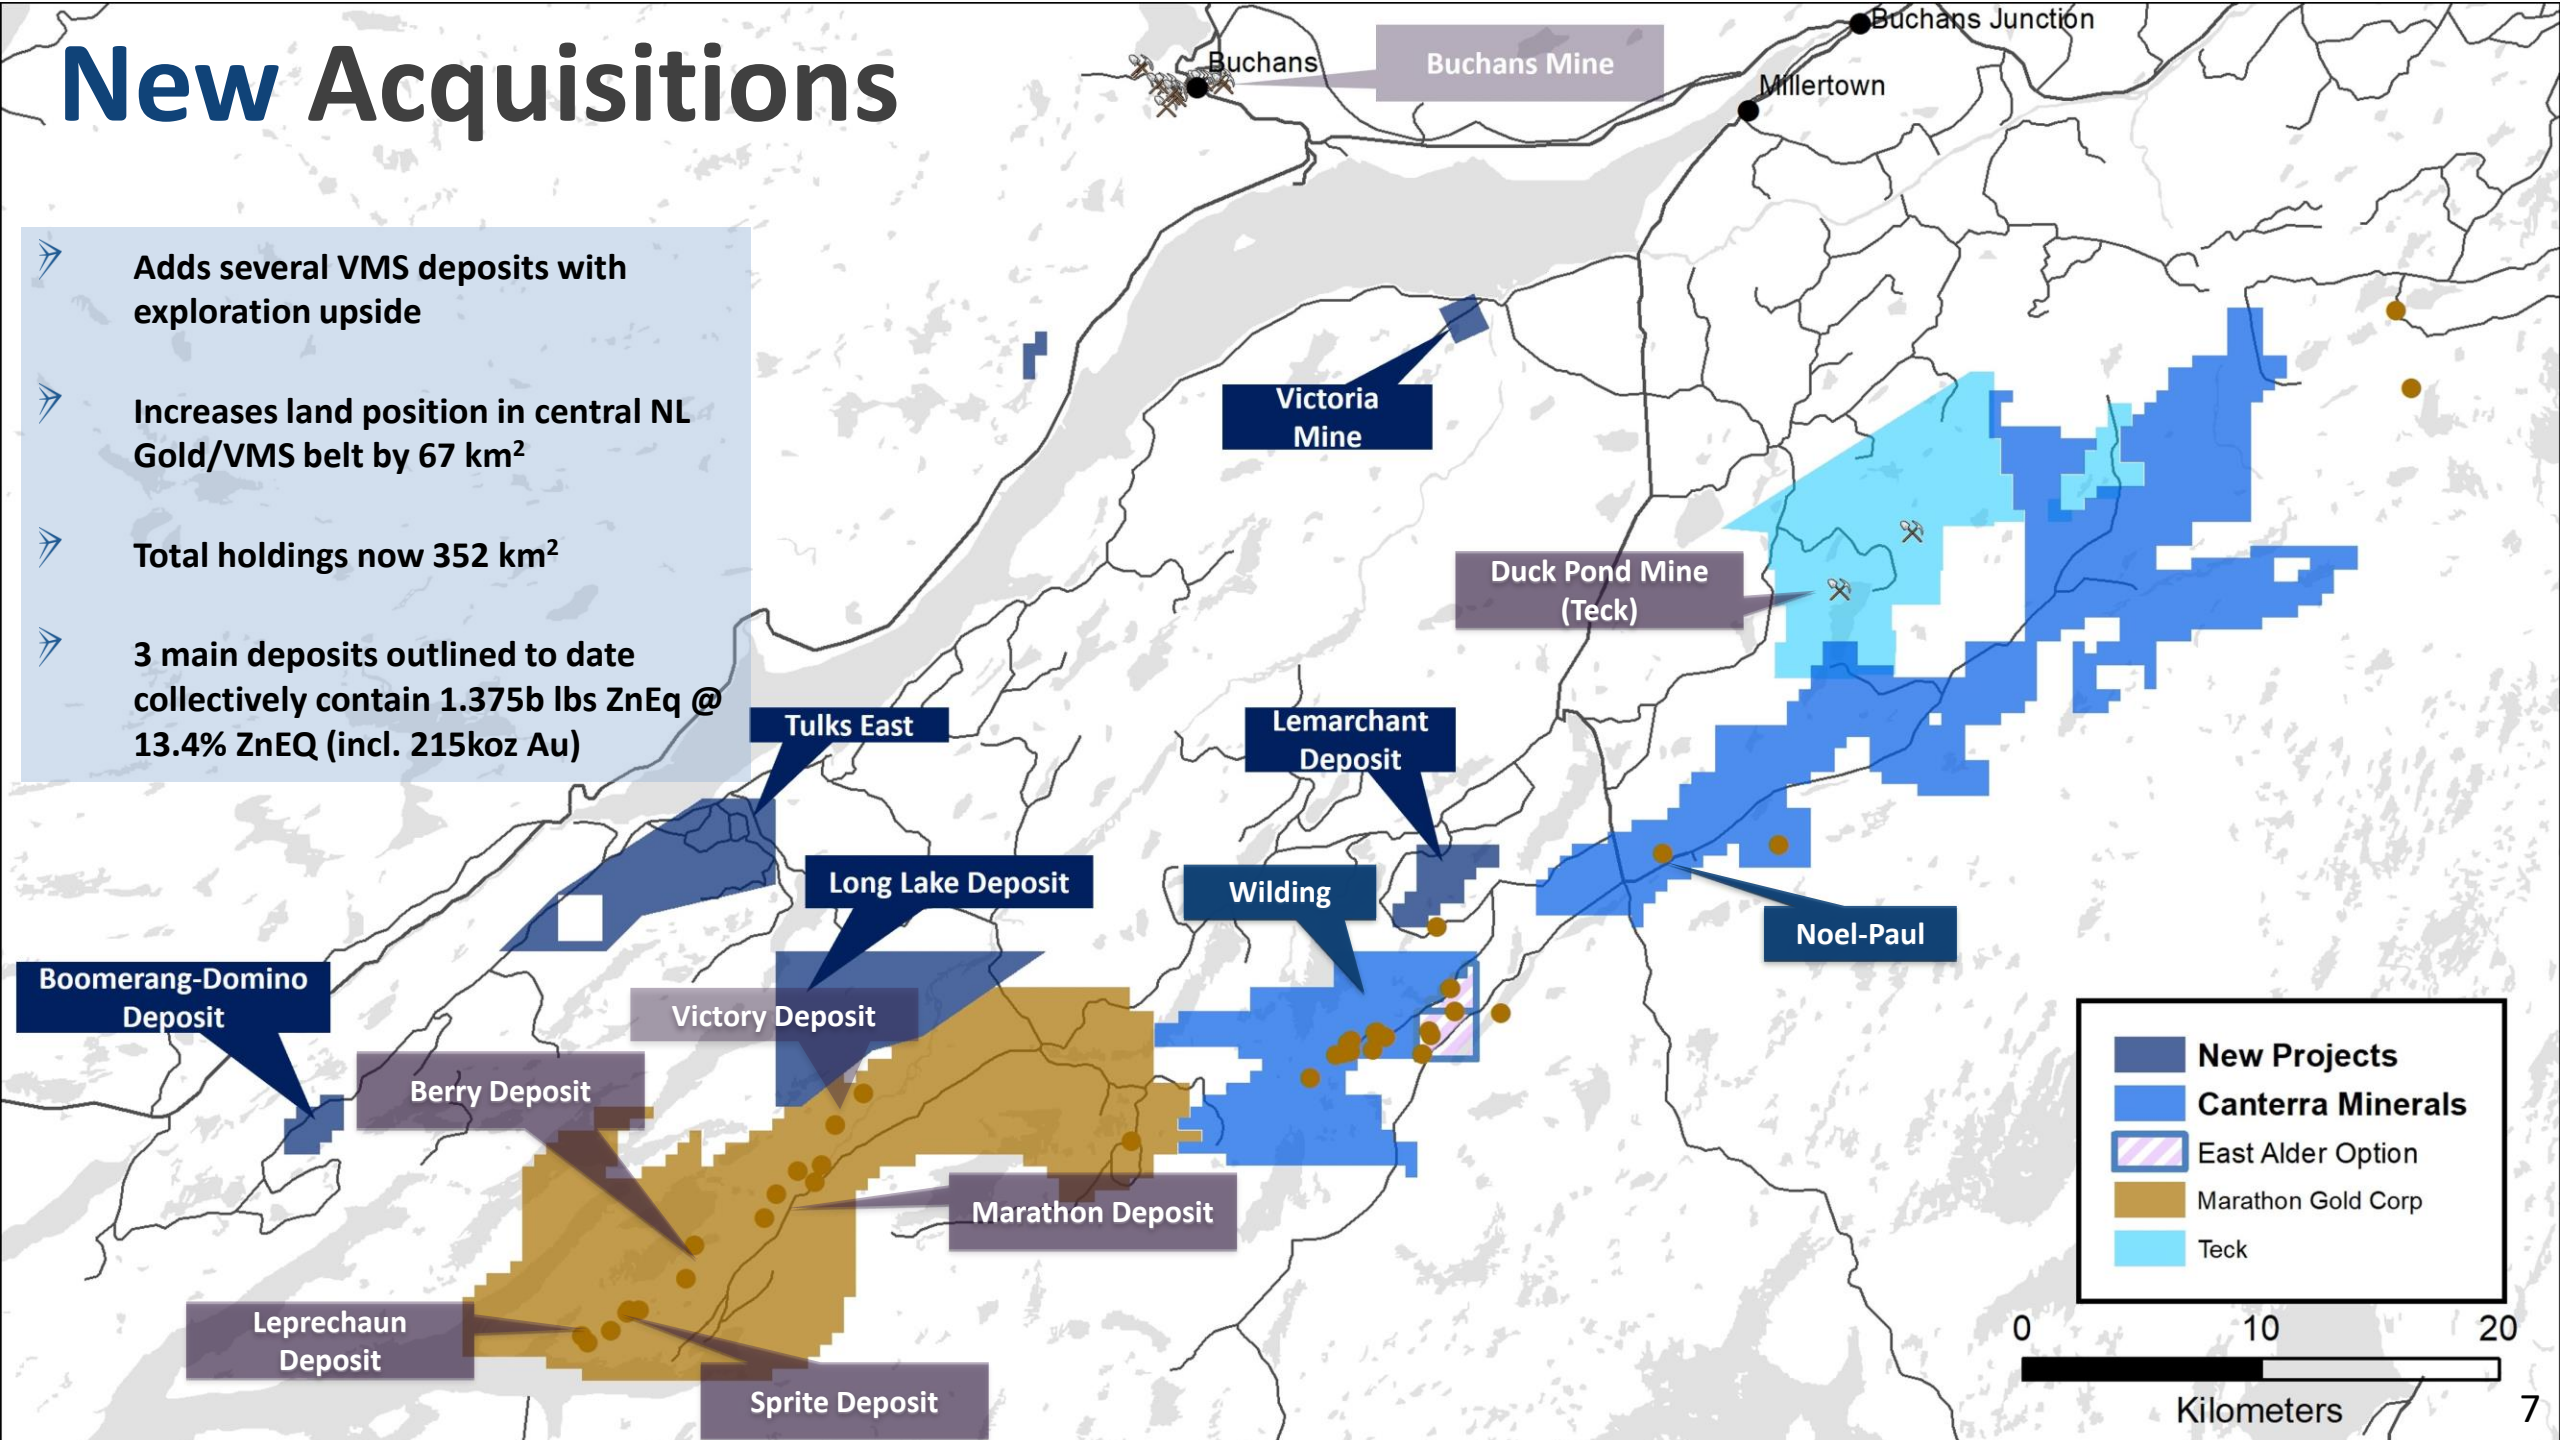 New Acquisitions
Adds several VMS deposits with
exploration upside
Increases land position in central NL
Gold/VMS belt by 67 km²
Total holdings now 352 km²
3 main deposits outlined to date
collectively contain 1.375b lbs ZnEq @
13.4% ZnEQ (incl. 215koz Au)
Buchans
Buchans Mine
Buchans Junction
Millertown
Victoria
Mine
Duck Pond Mine
(Teck)
Tulks East
Lemarchant
Deposit
Long Lake Deposit
Wilding
Noel-Paul
Boomerang-Domino
Deposit
Victory Deposit
Berry Deposit
Marathon Deposit
Leprechaun
Deposit
Sprite Deposit
New Projects
Canterra Minerals
East Alder Option
Marathon Gold Corp
Teck
0 10 20
Kilometers
7